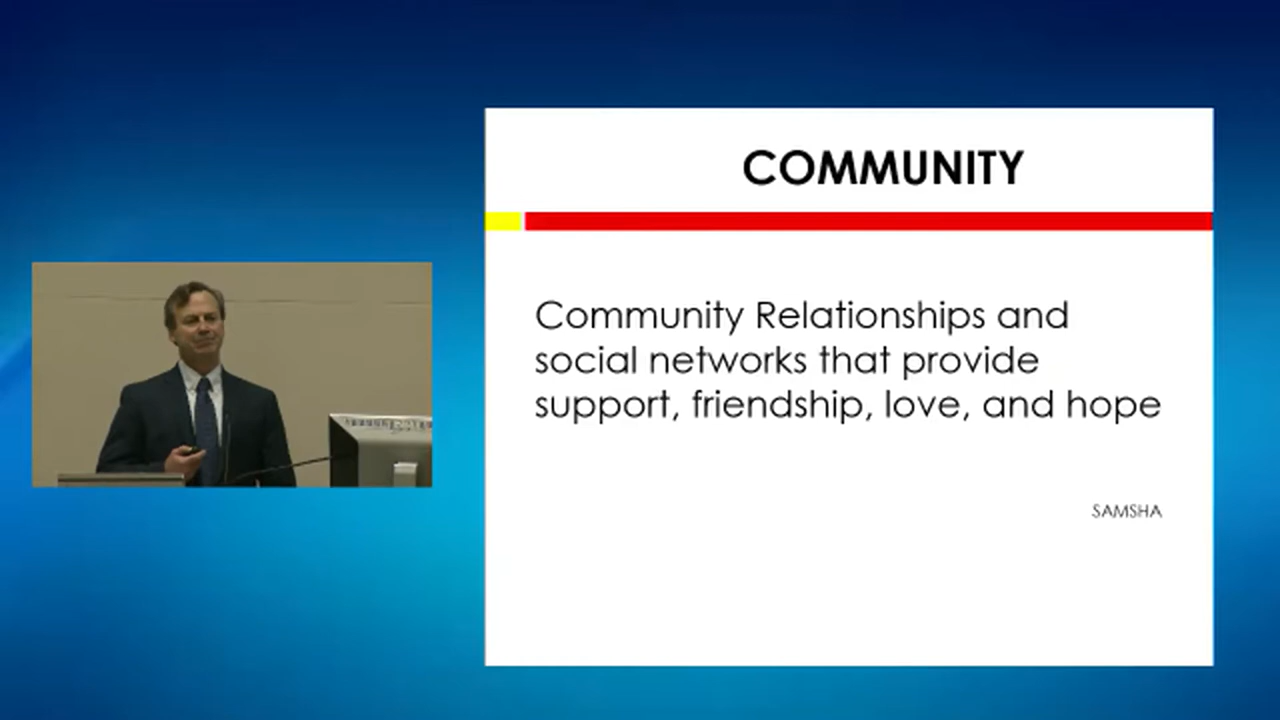 COMMUNITY
Community Relationships and
social networks that provide
support, friendship, love, and hope
SAMSHA